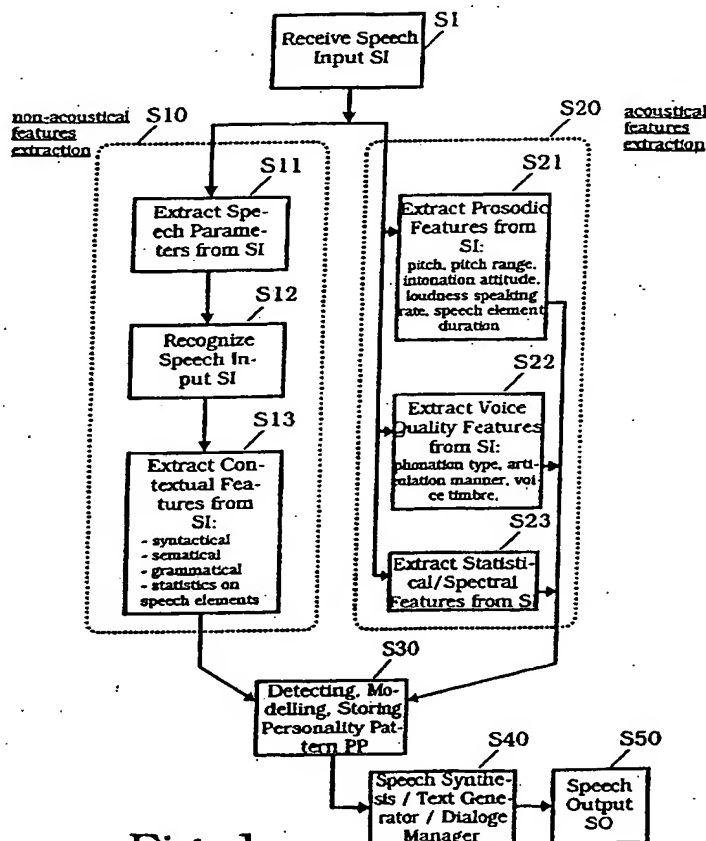 S1
Receive Speech
Input SI
non-acoustical
features
extraction
S10
S20
acoustical
features
extraction
S11
Extract Spe-
ech Parame-
ters from SI
S12
Recognize
Speech In-
put SI
S13
Extract Con-
textual Fea-
tures from
SI:
- syntactical
- sematical
- grammatical
- statistics on
speech elements
S21
Extract Prosodic
Features from
SI:
pitch, pitch range,
intonation attitude,
loudness speaking
rate, speech element
duration
S22
Extract Voice
Quality Features
from SI:
phonation type, arti-
culation manner, voi
ce timbre,
S23
Extract Statisti-
cal/Spectral
Features from SI
S30
Detecting, Mo-
delling, Storing
Personality Pat-
tern PP
S40
Speech Synthe-
sis / Text Gene-
rator / Dialoge
Manager
S50
Speech
Output
SO